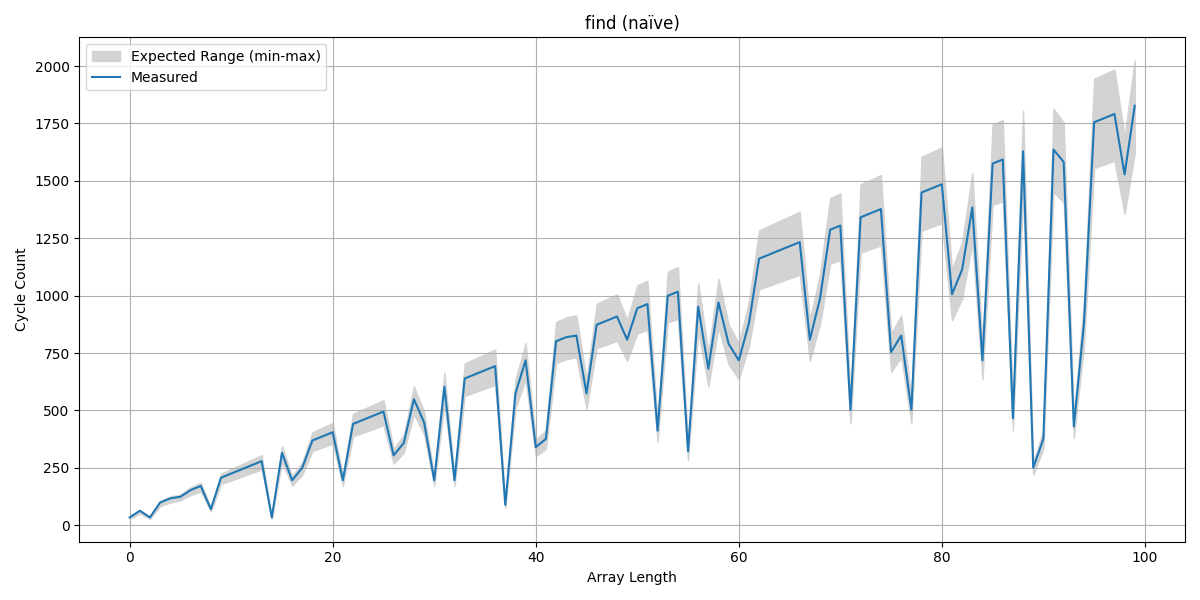 find (naïve)
Expected Range (min-max)
Measured
2000
1750
1500
1250
1000
750
500
250
0
Cycle Count
0 20 40 60 80 100
Array Length